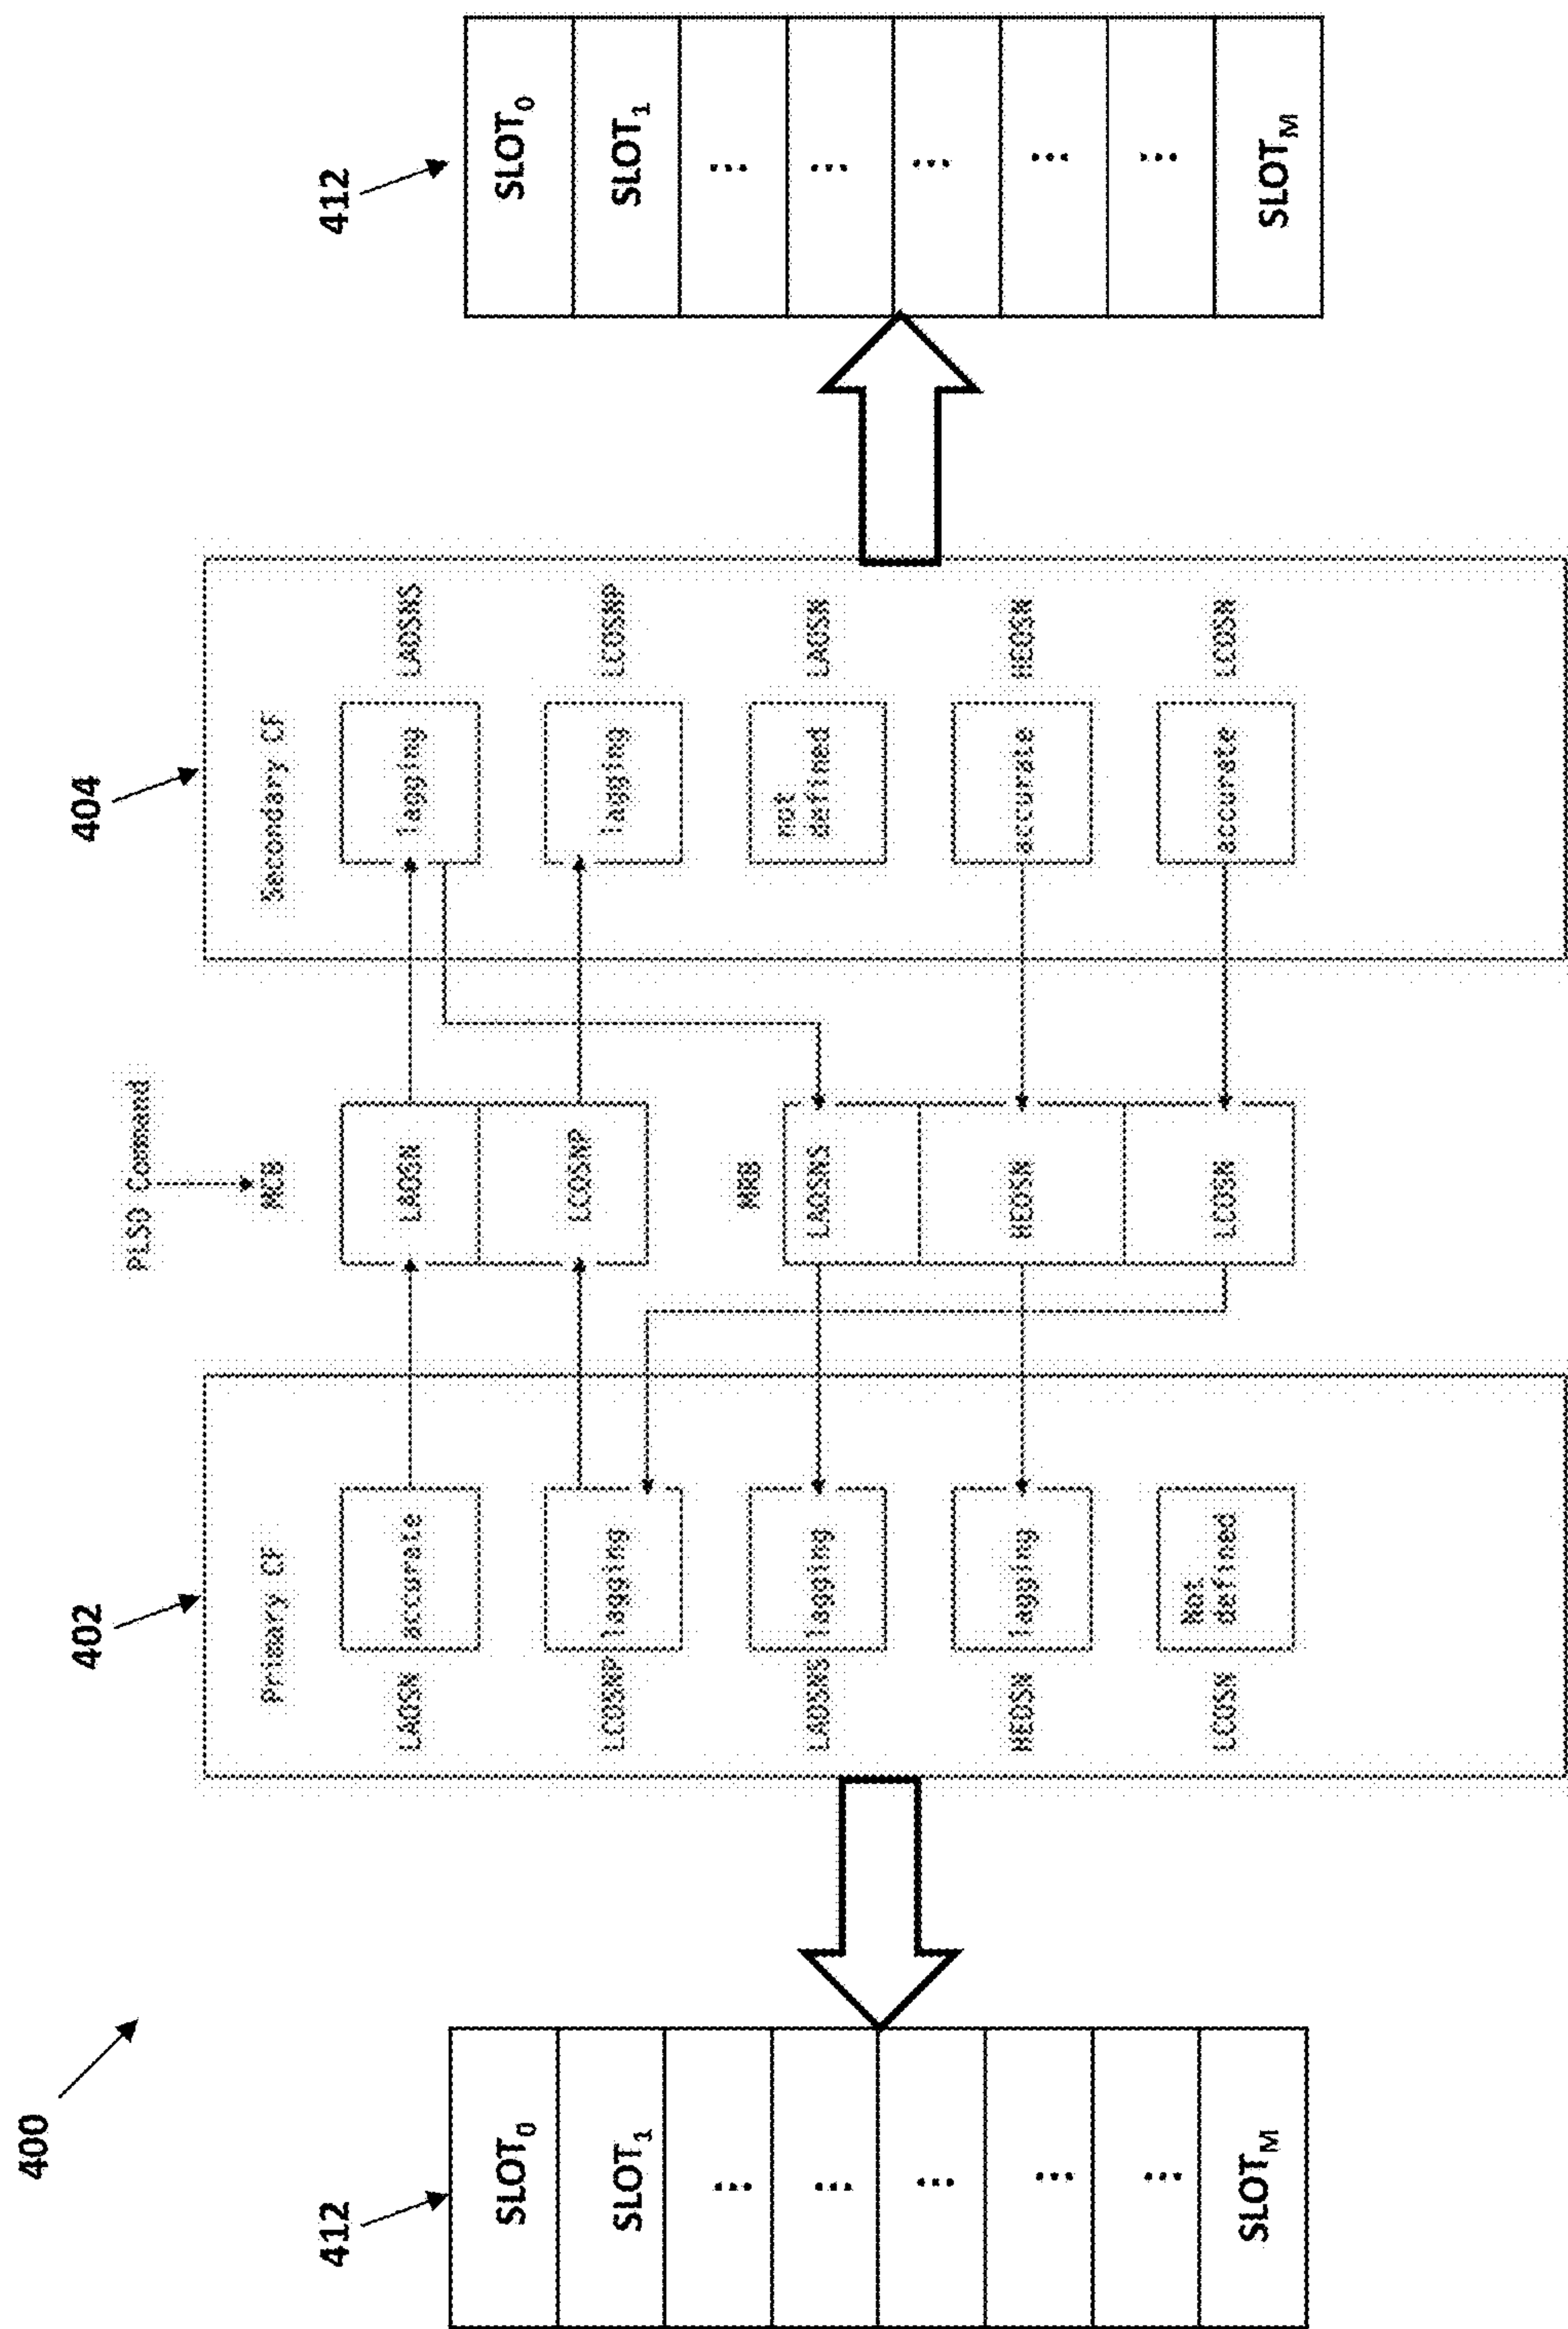 400
412
SLOT0
SLOT1
...
...
...
...
...
SLOTM
402
Primary CF
LAOSN accurate
LCOSNP lagging
LAOSNS lagging
HEOSN lagging
LCOSN Not
defined
PLSO Command
MCB
LAOSN
LCOSNP
MRB
LAOSNS
HEOSN
LCOSN
404
Secondary CF
lagging LAOSNS
lagging LCOSNP
not
defined LAOSN
accurate HEOSN
accurate LCOSN
412
SLOT0
SLOT1
...
...
...
...
...
SLOTM